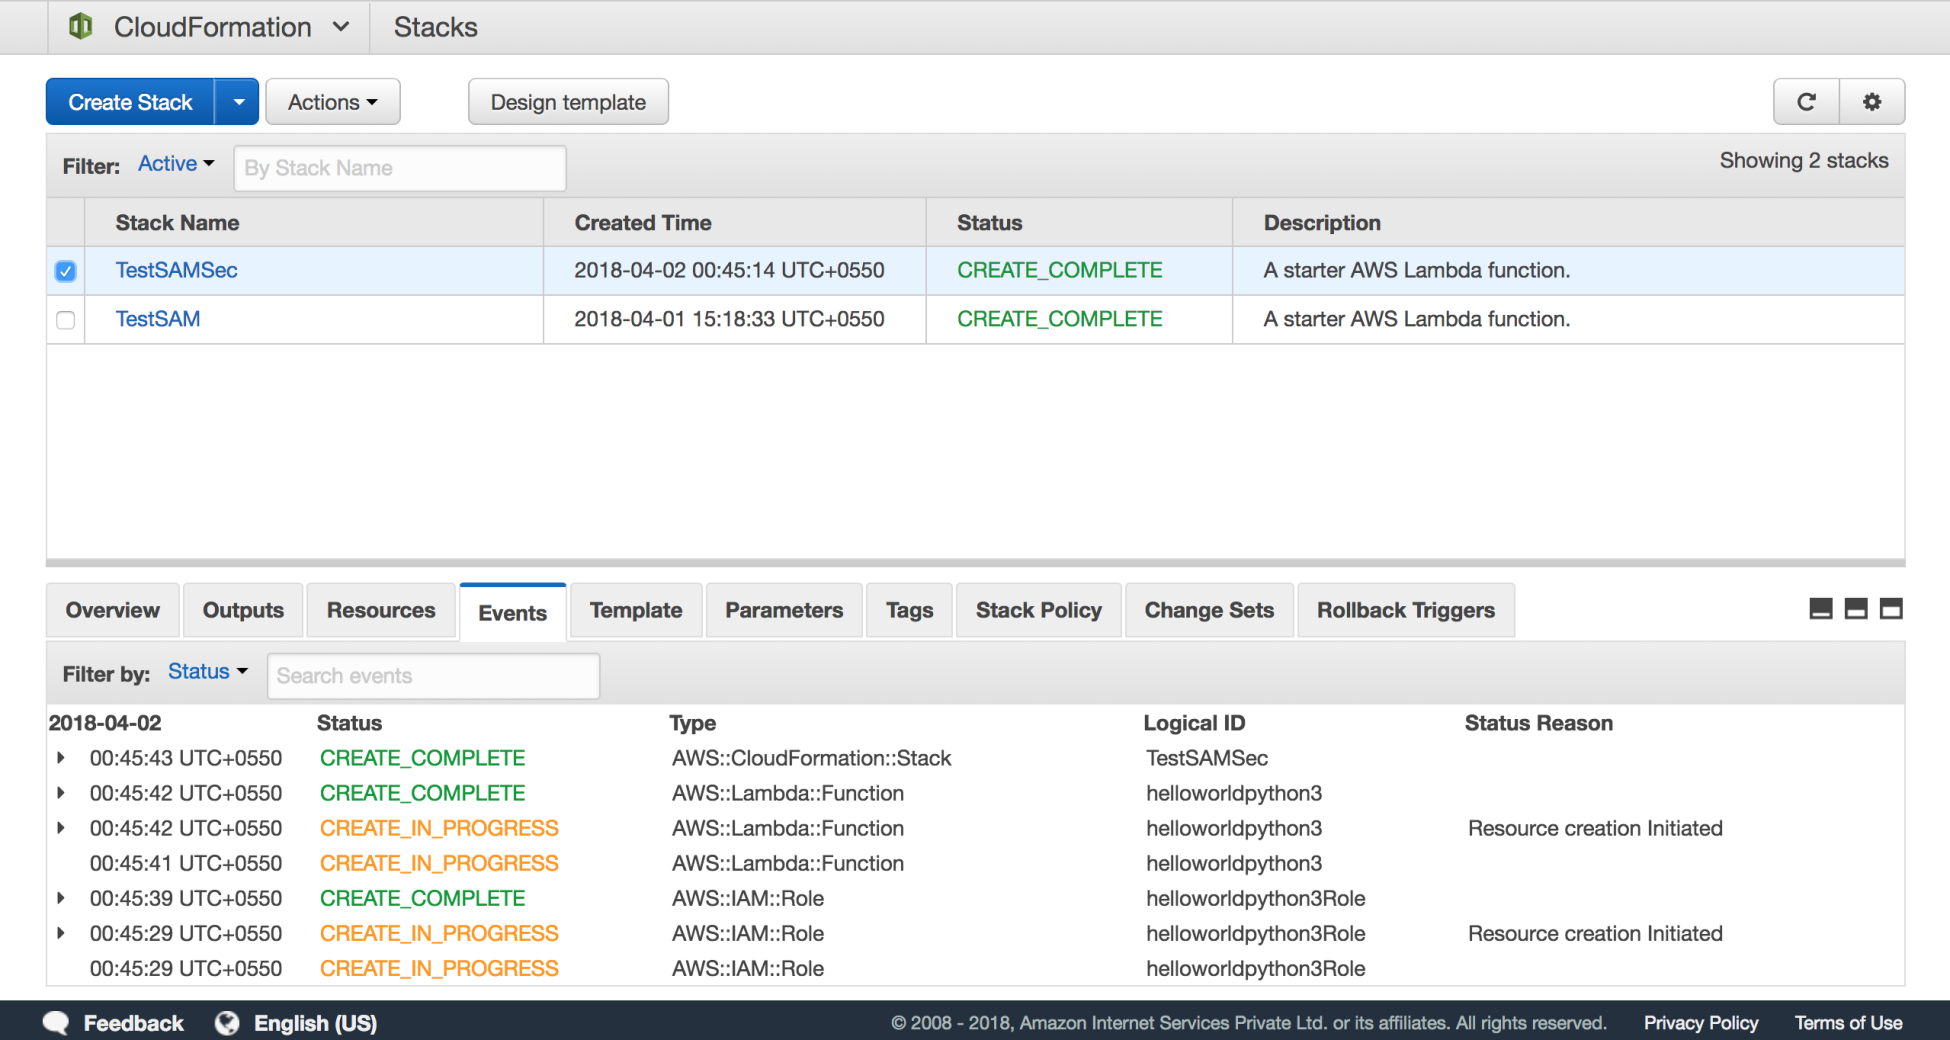 CloudFormation Stacks
Create Stack Actions Design template
Filter: Active By Stack Name Showing 2 stacks
Stack Name Created Time Status Description
TestSAMSec 2018-04-02 00:45:14 UTC+0550 CREATE_COMPLETE A starter AWS Lambda function.
TestSAM 2018-04-01 15:18:33 UTC+0550 CREATE_COMPLETE A starter AWS Lambda function.
Overview Outputs Resources Events Template Parameters Tags Stack Policy Change Sets Rollback Triggers
Filter by: Status Search events
2018-04-02 Status Type Logical ID Status Reason
00:45:43 UTC+0550 CREATE_COMPLETE AWS::CloudFormation::Stack TestSAMSec
00:45:42 UTC+0550 CREATE_COMPLETE AWS::Lambda::Function helloworldpython3
00:45:42 UTC+0550 CREATE_IN_PROGRESS AWS::Lambda::Function helloworldpython3 Resource creation Initiated
00:45:41 UTC+0550 CREATE_IN_PROGRESS AWS::Lambda::Function helloworldpython3
00:45:39 UTC+0550 CREATE_COMPLETE AWS::IAM::Role helloworldpython3Role
00:45:29 UTC+0550 CREATE_IN_PROGRESS AWS::IAM::Role helloworldpython3Role Resource creation Initiated
00:45:29 UTC+0550 CREATE_IN_PROGRESS AWS::IAM::Role helloworldpython3Role
Feedback English (US) © 2008 - 2018, Amazon Internet Services Private Ltd. or its affiliates. All rights reserved. Privacy Policy Terms of Use